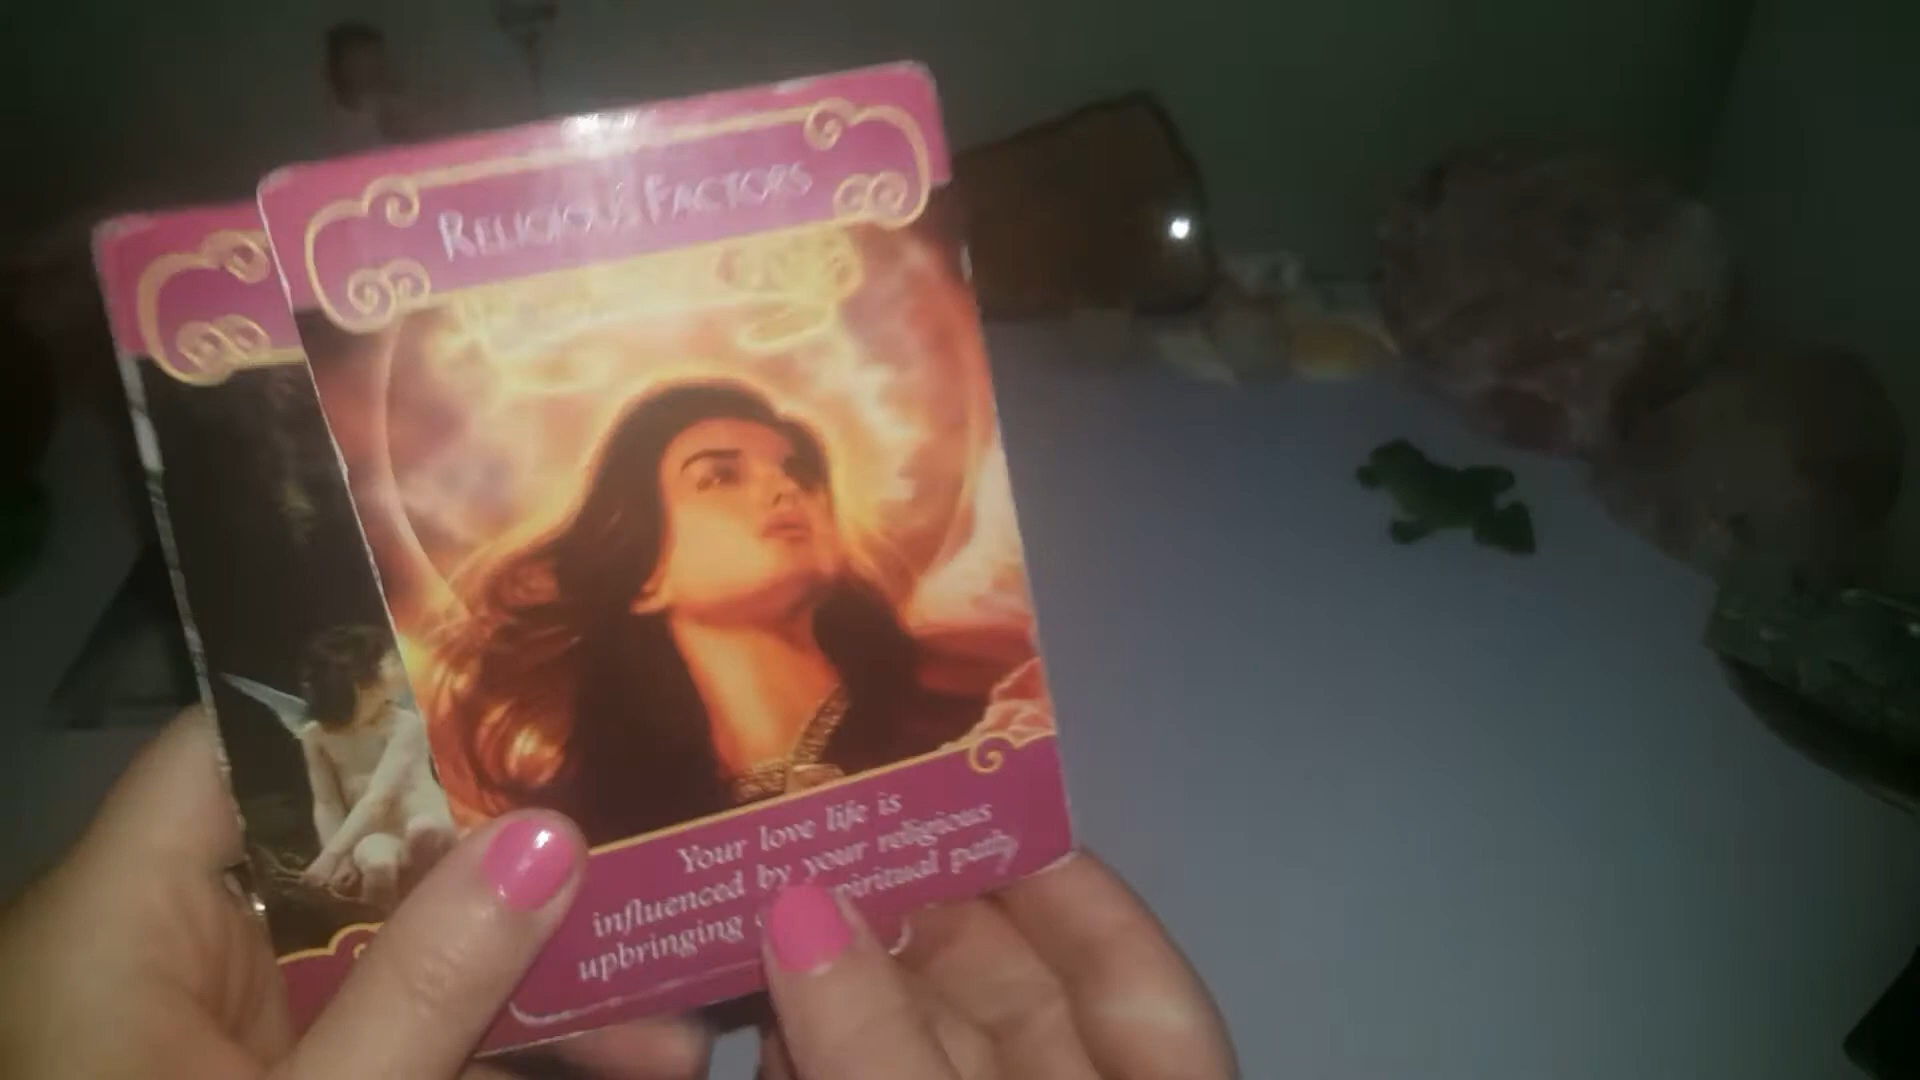 RELIGIOUS FACTORS
Your love life is
influenced by your religious
upbringing spiritual path